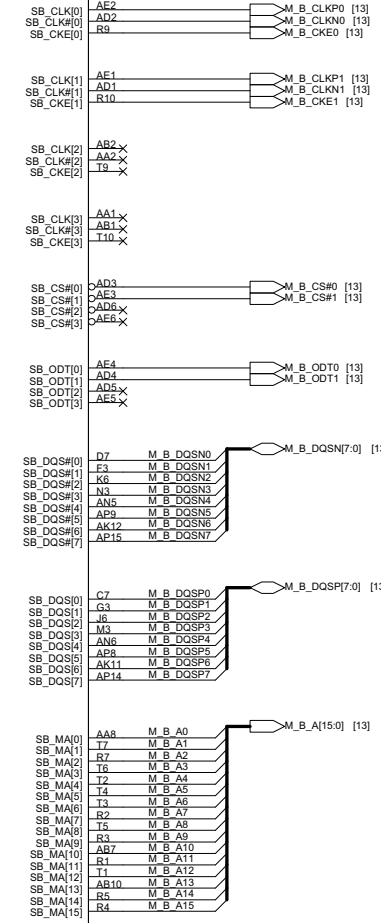 SB_CLK[0] AE2 M_B_CLKP0 [13]
SB_CLK#[0] AD2 M_B_CLKN0 [13]
SB_CKE[0] R9 M_B_CKE0 [13]
SB_CLK[1] AE1 M_B_CLKP1 [13]
SB_CLK#[1] AD1 M_B_CLKN1 [13]
SB_CKE[1] R10 M_B_CKE1 [13]
SB_CLK[2] AB2
SB_CLK#[2] AA2
SB_CKE[2] T9
SB_CLK[3] AA1
SB_CLK#[3] AB1
SB_CKE[3] T10
SB_CS#[0] AD3 M_B_CS#0 [13]
SB_CS#[1] AE3 M_B_CS#1 [13]
SB_CS#[2] AD6
SB_CS#[3] AE6
SB_ODT[0] AE4 M_B_ODT0 [13]
SB_ODT[1] AD4 M_B_ODT1 [13]
SB_ODT[2] AD5
SB_ODT[3] AE5
M_B_DQSN[7:0] [13
SB_DQS#[0] D7 M_B_DQSN0
SB_DQS#[1] F3 M_B_DQSN1
SB_DQS#[2] K6 M_B_DQSN2
SB_DQS#[3] N3 M_B_DQSN3
SB_DQS#[4] AN5 M_B_DQSN4
SB_DQS#[5] AP9 M_B_DQSN5
SB_DQS#[6] AK12 M_B_DQSN6
SB_DQS#[7] AP15 M_B_DQSN7
M_B_DQSP[7:0] [13
SB_DQS[0] C7 M_B_DQSP0
SB_DQS[1] G3 M_B_DQSP1
SB_DQS[2] J6 M_B_DQSP2
SB_DQS[3] M3 M_B_DQSP3
SB_DQS[4] AN6 M_B_DQSP4
SB_DQS[5] AP8 M_B_DQSP5
SB_DQS[6] AK11 M_B_DQSP6
SB_DQS[7] AP14 M_B_DQSP7
M_B_A[15:0] [13]
SB_MA[0] AA8 M_B_A0
SB_MA[1] T7 M_B_A1
SB_MA[2] R7 M_B_A2
SB_MA[3] T6 M_B_A3
SB_MA[4] T2 M_B_A4
SB_MA[5] T4 M_B_A5
SB_MA[6] T3 M_B_A6
SB_MA[7] R2 M_B_A7
SB_MA[8] T5 M_B_A8
SB_MA[9] R3 M_B_A9
SB_MA[10] AB7 M_B_A10
SB_MA[11] R1 M_B_A11
SB_MA[12] T1 M_B_A12
SB_MA[13] AB10 M_B_A13
SB_MA[14] R5 M_B_A14
SB_MA[15] R4 M_B_A15